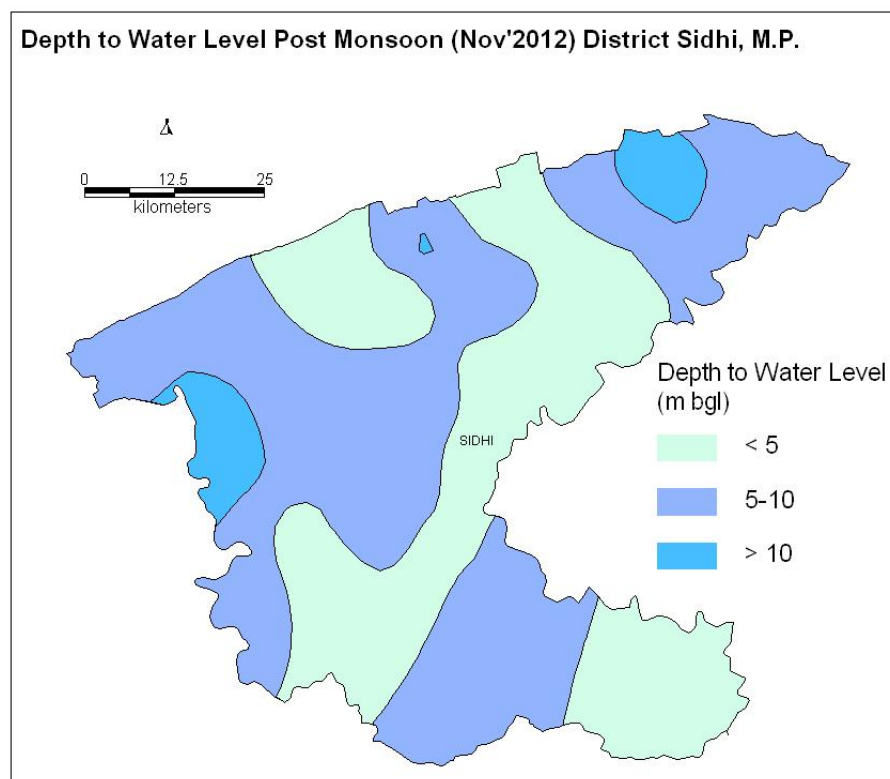 Depth to Water Level Post Monsoon (Nov'2012) District Sidhi, M.P.
0 12.5 25
kilometers
Depth to Water Level
(m bgl)
SIDHI
< 5
5-10
> 10